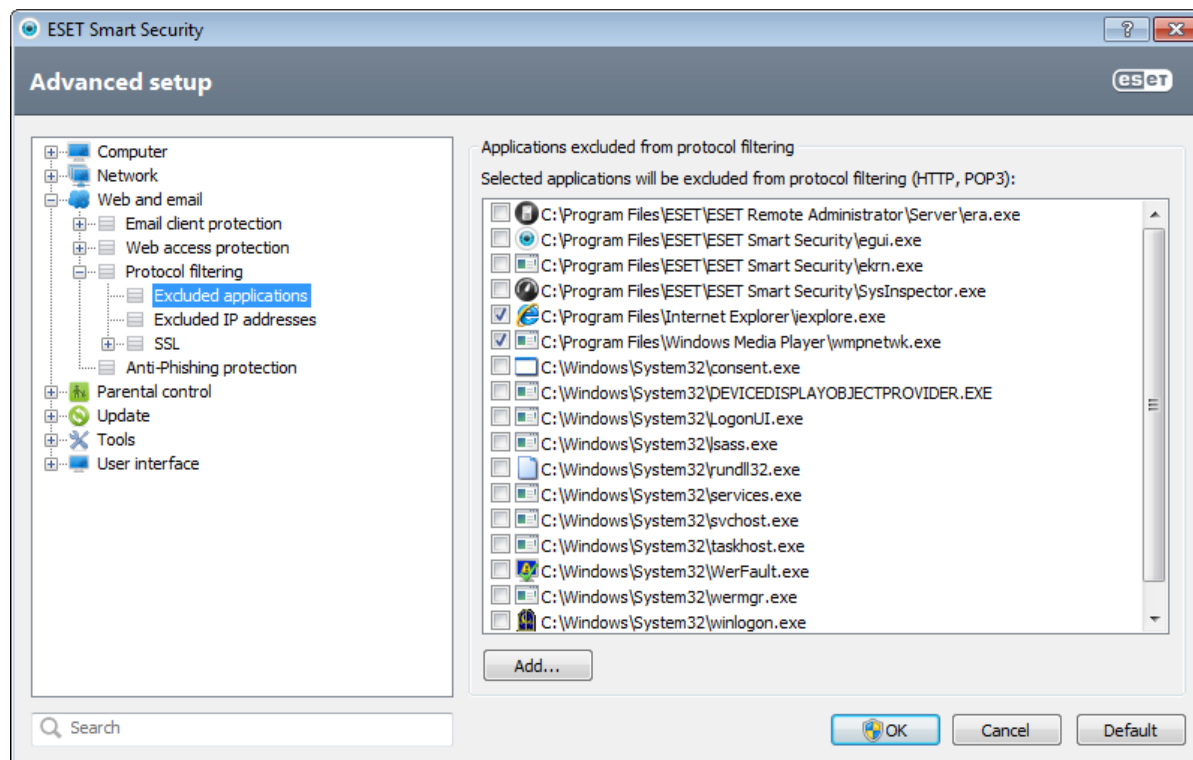 ESET Smart Security
?
Advanced setup
eset
Computer
Network
Web and email
Email client protection
Web access protection
Protocol filtering
Excluded applications
Excluded IP addresses
SSL
Anti-Phishing protection
Parental control
Update
Tools
User interface
Search
Applications excluded from protocol filtering
Selected applications will be excluded from protocol filtering (HTTP, POP3):
C:\Program Files\ESET\ESET Remote Administrator\Server\era.exe
C:\Program Files\ESET\ESET Smart Security\egui.exe
C:\Program Files\ESET\ESET Smart Security\ekrn.exe
C:\Program Files\ESET\ESET Smart Security\SysInspector.exe
C:\Program Files\Internet Explorer\iexplore.exe
C:\Program Files\Windows Media Player\wmpnetwk.exe
C:\Windows\System32\consent.exe
C:\Windows\System32\DEVICEDISPLAYOBJECTPROVIDER.EXE
C:\Windows\System32\LogonUI.exe
C:\Windows\System32\lsass.exe
C:\Windows\System32\rundll32.exe
C:\Windows\System32\services.exe
C:\Windows\System32\svchost.exe
C:\Windows\System32\taskhost.exe
C:\Windows\System32\WerFault.exe
C:\Windows\System32\wermgr.exe
C:\Windows\System32\winlogon.exe
Add...
OK
Cancel
Default